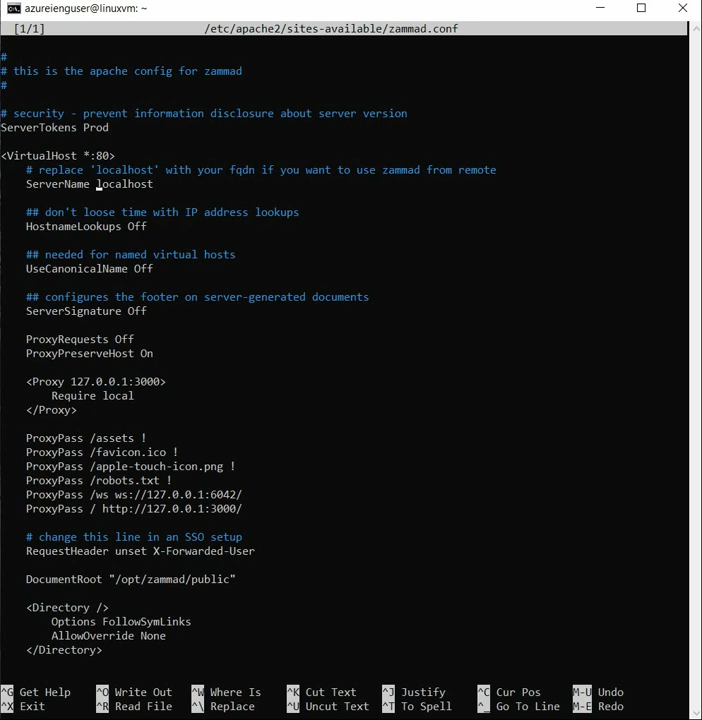 azureienguser@linuxvm: ~
[1/1] /etc/apache2/sites-available/zammad.conf
#
# this is the apache config for zammad
#
# security - prevent information disclosure about server version
ServerTokens Prod
<VirtualHost *:80>
# replace 'localhost' with your fqdn if you want to use zammad from remote
ServerName localhost
## don't loose time with IP address lookups
HostnameLookups Off
## needed for named virtual hosts
UseCanonicalName Off
## configures the footer on server-generated documents
ServerSignature Off
ProxyRequests Off
ProxyPreserveHost On
<Proxy 127.0.0.1:3000>
Require local
</Proxy>
ProxyPass /assets !
ProxyPass /favicon.ico !
ProxyPass /apple-touch-icon.png !
ProxyPass /robots.txt !
ProxyPass /ws ws://127.0.0.1:6042/
ProxyPass / http://127.0.0.1:3000/
# change this line in an SSO setup
RequestHeader unset X-Forwarded-User
DocumentRoot "/opt/zammad/public"
<Directory />
Options FollowSymLinks
AllowOverride None
</Directory>
^G Get Help ^O Write Out ^W Where Is ^K Cut Text ^J Justify ^C Cur Pos M-U Undo
^X Exit ^R Read File ^\ Replace ^U Uncut Text ^T To Spell ^_ Go To Line M-E Redo